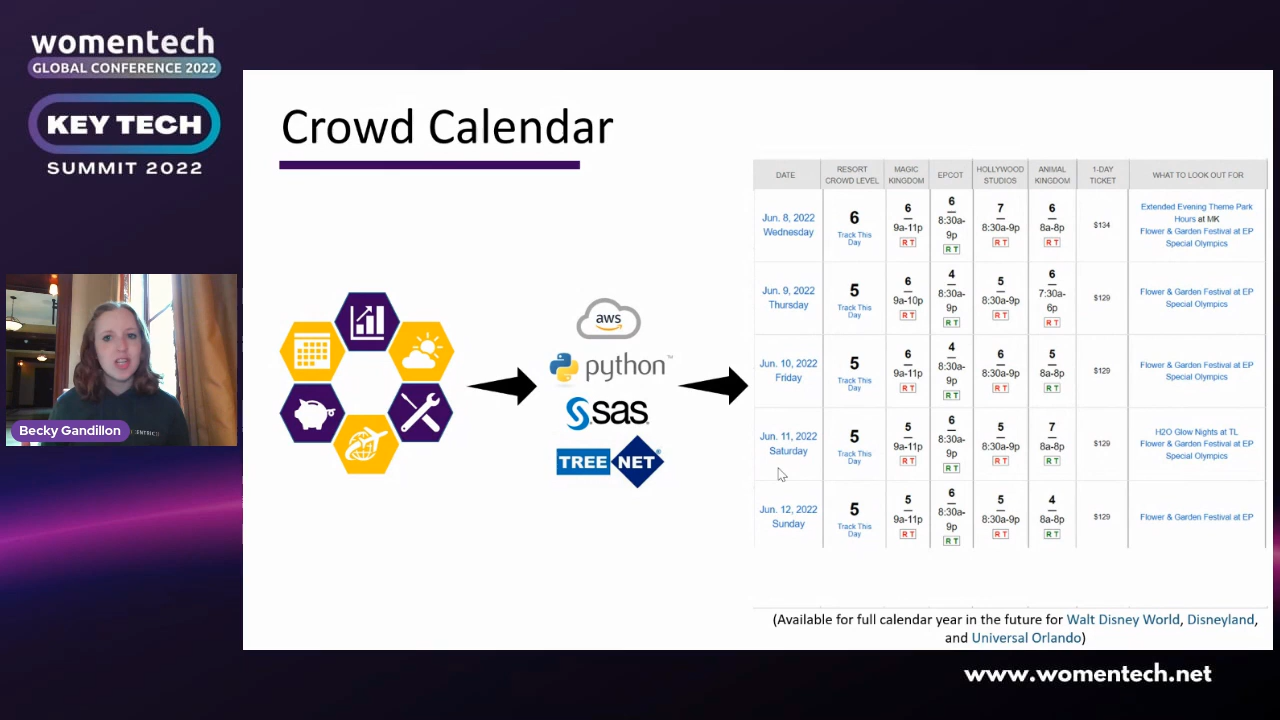 womentech
GLOBAL CONFERENCE 2022
KEY TECH
SUMMIT 2022
Becky Gandillon
Crowd Calendar
aws
python™
sas
TREE NET®
DATE
RESORT
CROWD LEVEL
MAGIC
KINGDOM
EPCOT
HOLLYWOOD
STUDIOS
ANIMAL
KINGDOM
1-DAY
TICKET
WHAT TO LOOK OUT FOR
Jun. 8, 2022
Wednesday
6
Track This
Day
6
9a-11p
R T
6
8:30a-
9p
R T
7
8:30a-9p
R T
6
8a-8p
R T
$134
Extended Evening Theme Park
Hours at MK
Flower & Garden Festival at EP
Special Olympics
Jun. 9, 2022
Thursday
5
Track This
Day
6
9a-10p
R T
4
8:30a-
9p
R T
5
8:30a-9p
R T
6
7:30a-
6p
R T
$129
Flower & Garden Festival at EP
Special Olympics
Jun. 10, 2022
Friday
5
Track This
Day
6
9a-11p
R T
4
8:30a-
9p
R T
6
8:30a-9p
R T
5
8a-8p
R T
$129
Flower & Garden Festival at EP
Special Olympics
Jun. 11, 2022
Saturday
5
Track This
Day
5
9a-11p
R T
6
8:30a-
9p
R T
5
8:30a-9p
R T
7
8a-8p
R T
$129
H2O Glow Nights at TL
Flower & Garden Festival at EP
Special Olympics
Jun. 12, 2022
Sunday
5
Track This
Day
5
9a-11p
R T
6
8:30a-
9p
R T
5
8:30a-9p
R T
4
8a-8p
R T
$129
Flower & Garden Festival at EP
(Available for full calendar year in the future for Walt Disney World, Disneyland,
and Universal Orlando)
www.womentech.net